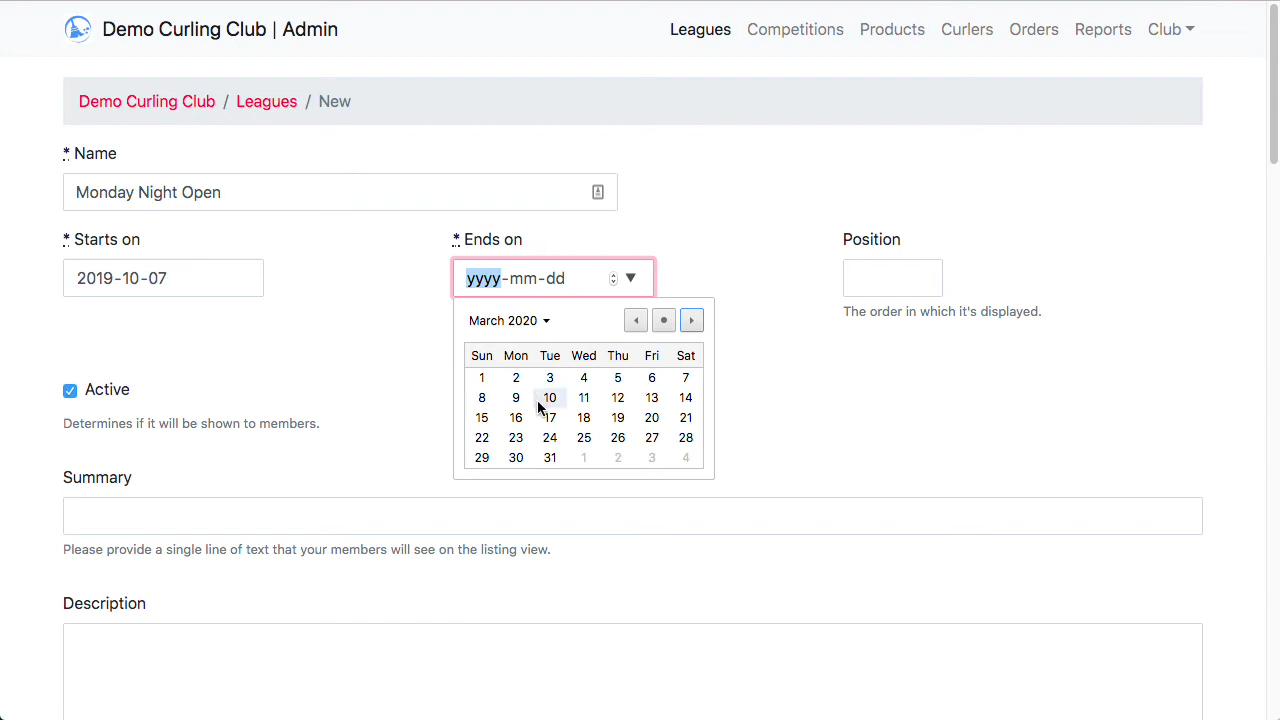 Demo Curling Club | Admin
Leagues Competitions Products Curlers Orders Reports Club
Demo Curling Club / Leagues / New
* Name
Monday Night Open
* Starts on
2019-10-07
* Ends on
yyyy-mm-dd
March 2020
Sun Mon Tue Wed Thu Fri Sat
1 2 3 4 5 6 7
8 9 10 11 12 13 14
15 16 17 18 19 20 21
22 23 24 25 26 27 28
29 30 31 1 2 3 4
Position
The order in which it's displayed.
Active
Determines if it will be shown to members.
Summary
Please provide a single line of text that your members will see on the listing view.
Description